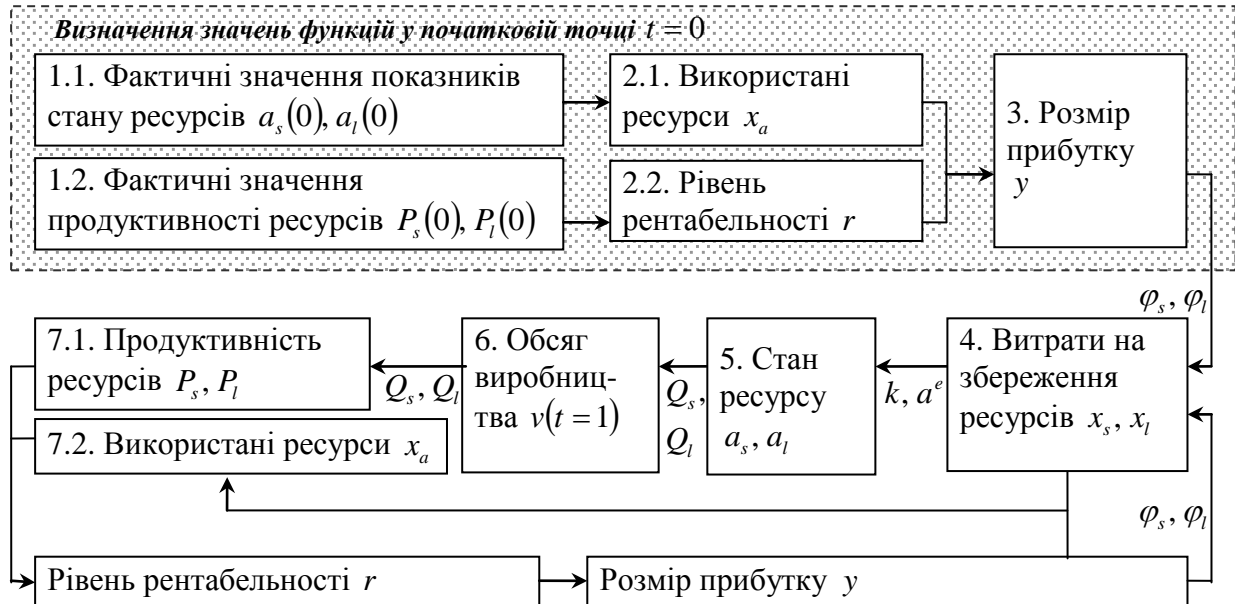 Визначення значень функцій у початковій точці t = 0
1.1. Фактичні значення показників
стану ресурсів a_s(0), a_l(0)
2.1. Використані
ресурси x_a
3. Розмір
прибутку
y
1.2. Фактичні значення
продуктивності ресурсів P_s(0), P_l(0)
2.2. Рівень
рентабельності r
φ_s, φ_l
7.1. Продуктивність
ресурсів P_s, P_l
Q_s, Q_l
6. Обсяг
виробниц-
тва v(t = 1)
Q_s,
Q_l
5. Стан
ресурсу
a_s, a_l
k, a^e
4. Витрати на
збереження
ресурсів x_s, x_l
7.2. Використані ресурси x_a
φ_s, φ_l
Рівень рентабельності r
Розмір прибутку y